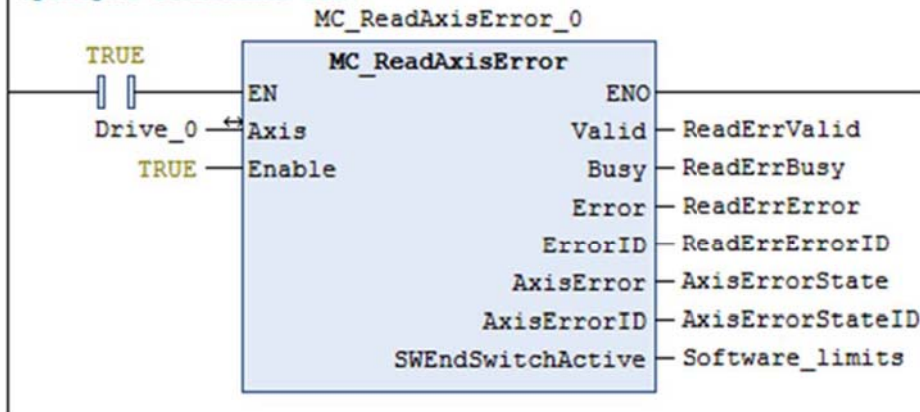 MC_ReadAxisError_0
TRUE
MC_ReadAxisError
EN ENO
Drive_0 Axis Valid ReadErrValid
TRUE Enable Busy ReadErrBusy
Error ReadErrError
ErrorID ReadErrErrorID
AxisError AxisErrorState
AxisErrorID AxisErrorStateID
SWEndSwitchActive Software_limits